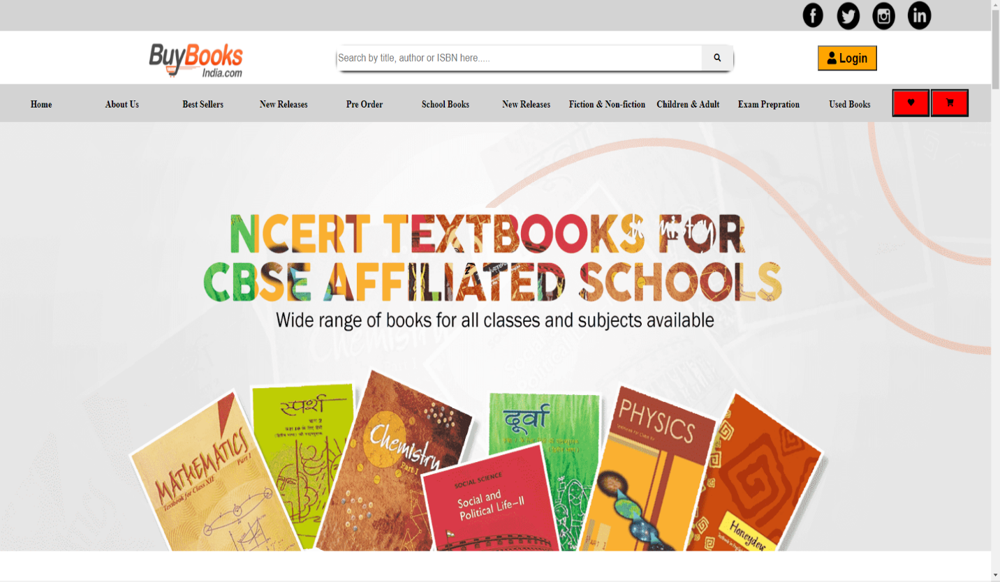 BuyBooks
India.com
Search by title, author or ISBN here.....
Login
Home About Us Best Sellers New Releases Pre Order School Books New Releases Fiction & Non-fiction Children & Adult Exam Prepration Used Books
NCERT TEXTBOOKS FOR
CBSE AFFILIATED SCHOOLS
Wide range of books for all classes and subjects available
MATHEMATICS
Part I
Textbook for Class XII
स्पर्श
भाग 2
Chemistry
Part I
दूर्वा
SOCIAL SCIENCE
Social and
Political Life–II
PHYSICS
PART I
Honeydew